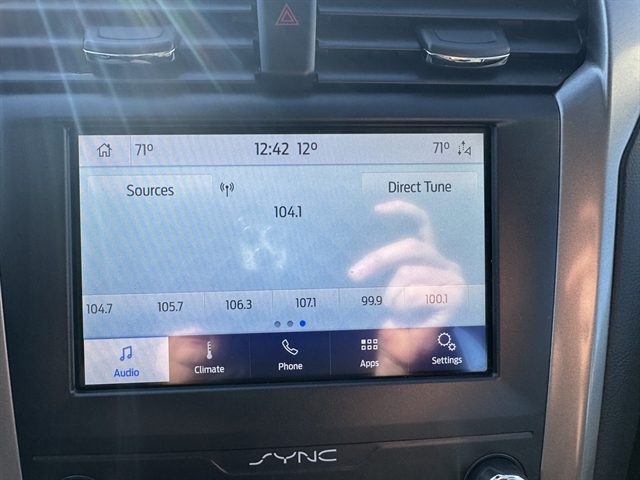 71° 12:42 12° 71°
Sources Direct Tune
104.1
104.7 105.7 106.3 107.1 99.9 100.1
Audio Climate Phone Apps Settings
SYNC